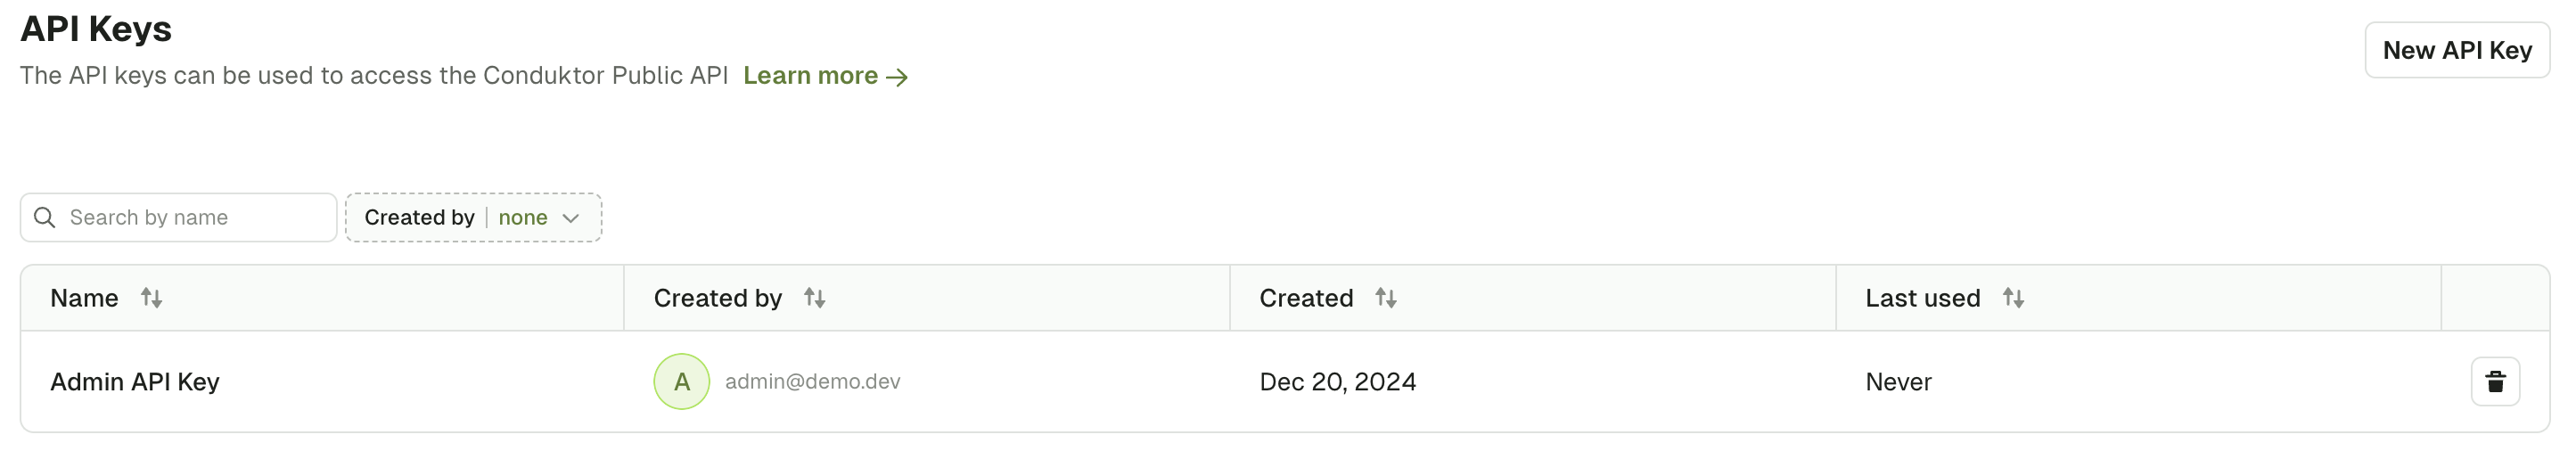 API Keys
New API Key
The API keys can be used to access the Conduktor Public API Learn more →
Search by name
Created by | none
Name Created by Created Last used
Admin API Key A admin@demo.dev Dec 20, 2024 Never